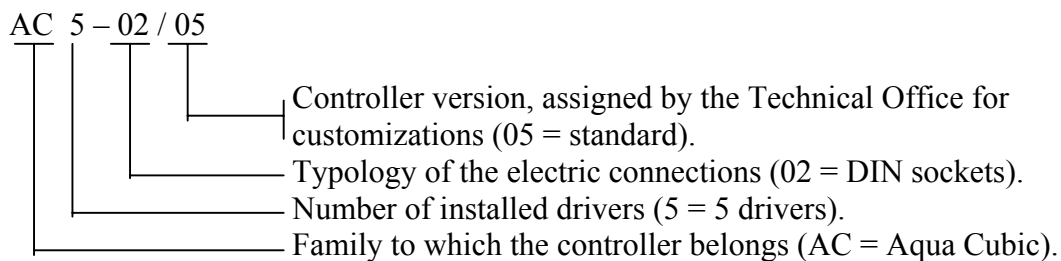 AC 5 – 02 / 05
Controller version, assigned by the Technical Office for
customizations (05 = standard).
Typology of the electric connections (02 = DIN sockets).
Number of installed drivers (5 = 5 drivers).
Family to which the controller belongs (AC = Aqua Cubic).